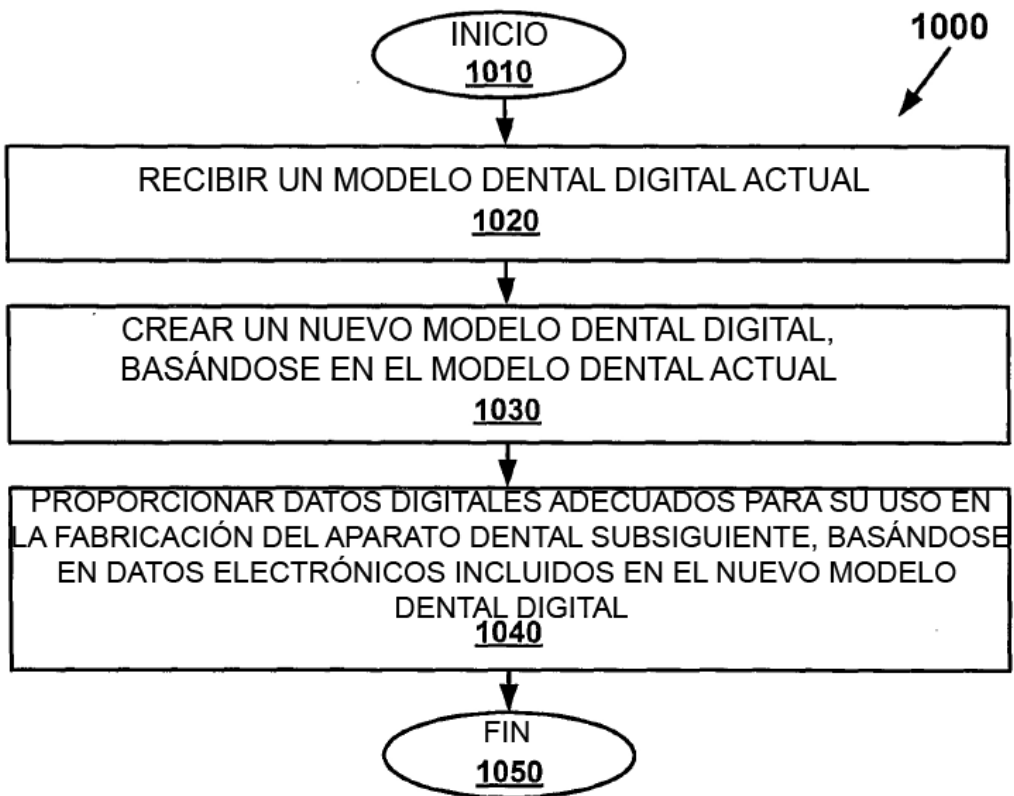 INICIO
1010
1000
RECIBIR UN MODELO DENTAL DIGITAL ACTUAL
1020
CREAR UN NUEVO MODELO DENTAL DIGITAL,
BASÁNDOSE EN EL MODELO DENTAL ACTUAL
1030
PROPORCIONAR DATOS DIGITALES ADECUADOS PARA SU USO EN
LA FABRICACIÓN DEL APARATO DENTAL SUBSIGUIENTE, BASÁNDOSE
EN DATOS ELECTRÓNICOS INCLUIDOS EN EL NUEVO MODELO
DENTAL DIGITAL
1040
FIN
1050